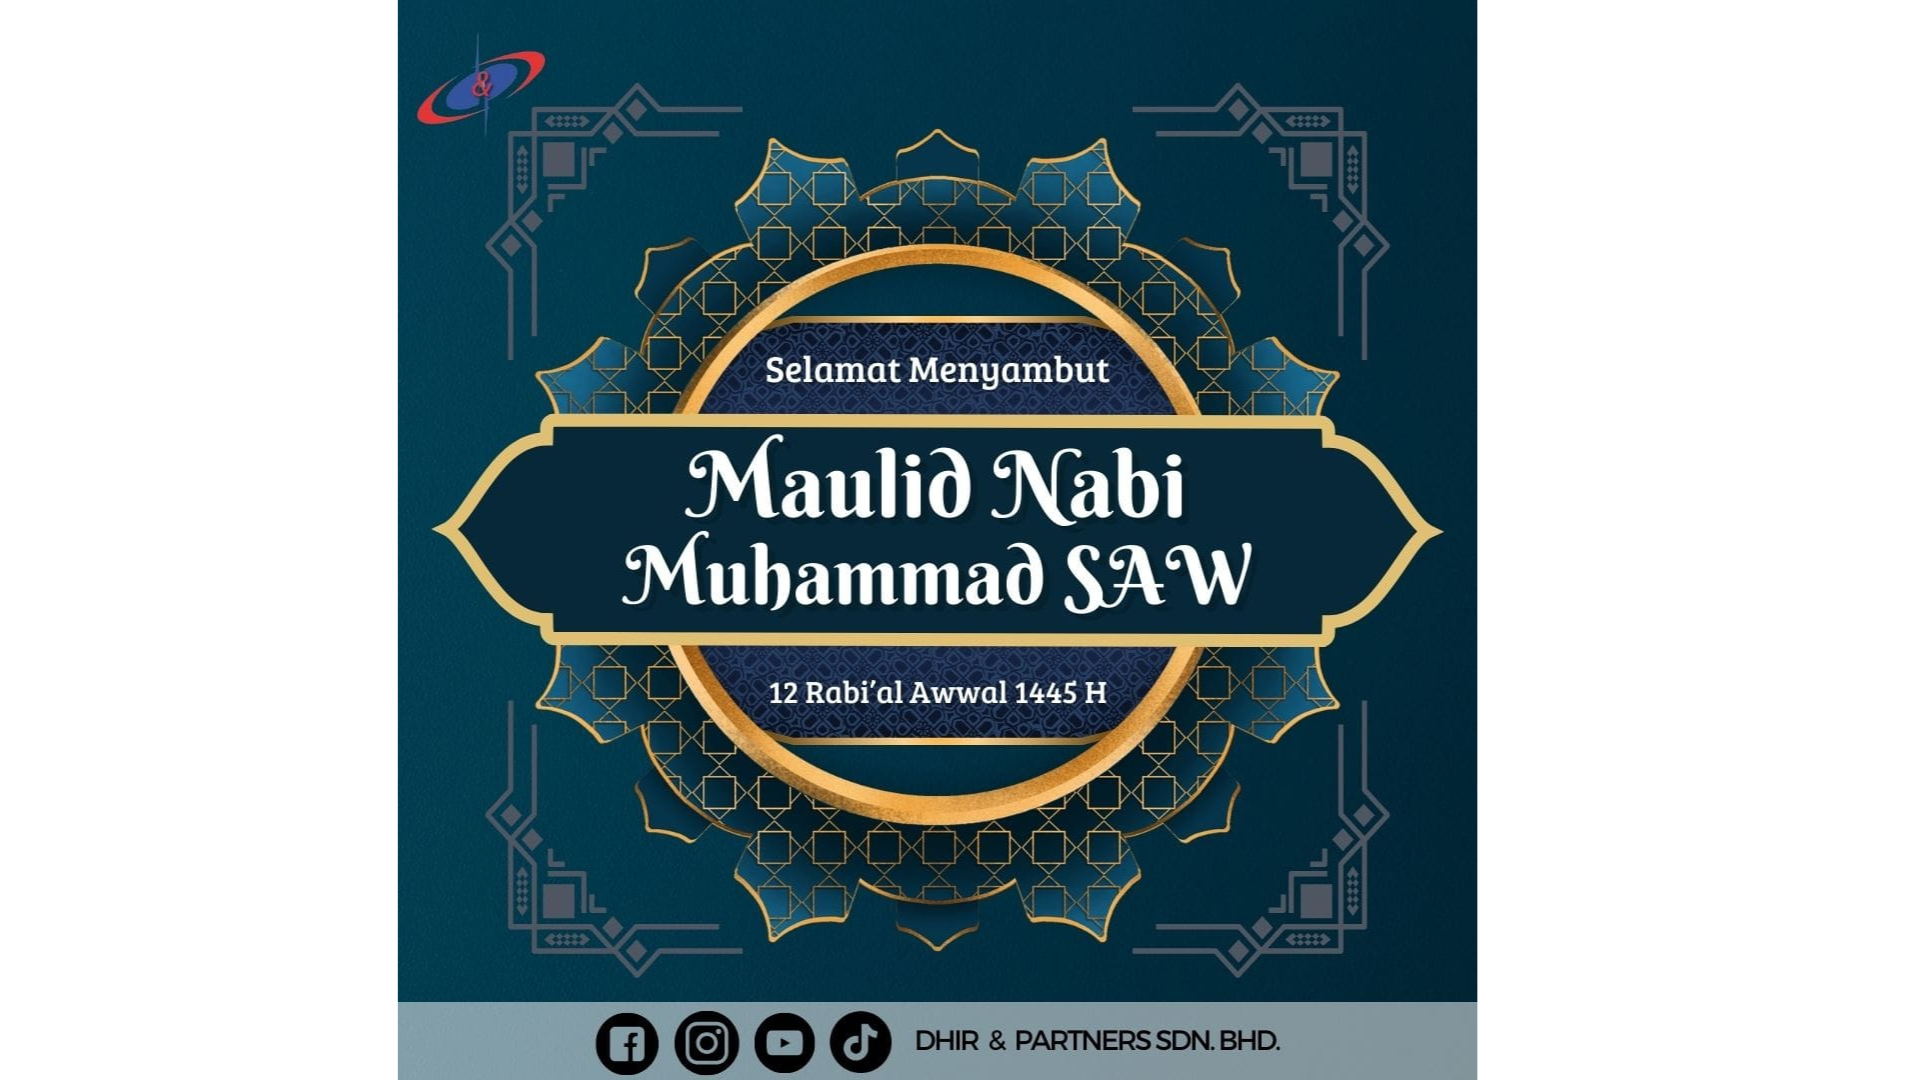 &
Selamat Menyambut
Maulid Nabi
Muhammad SAW
12 Rabi'al Awwal 1445 H
DHIR & PARTNERS SDN. BHD.